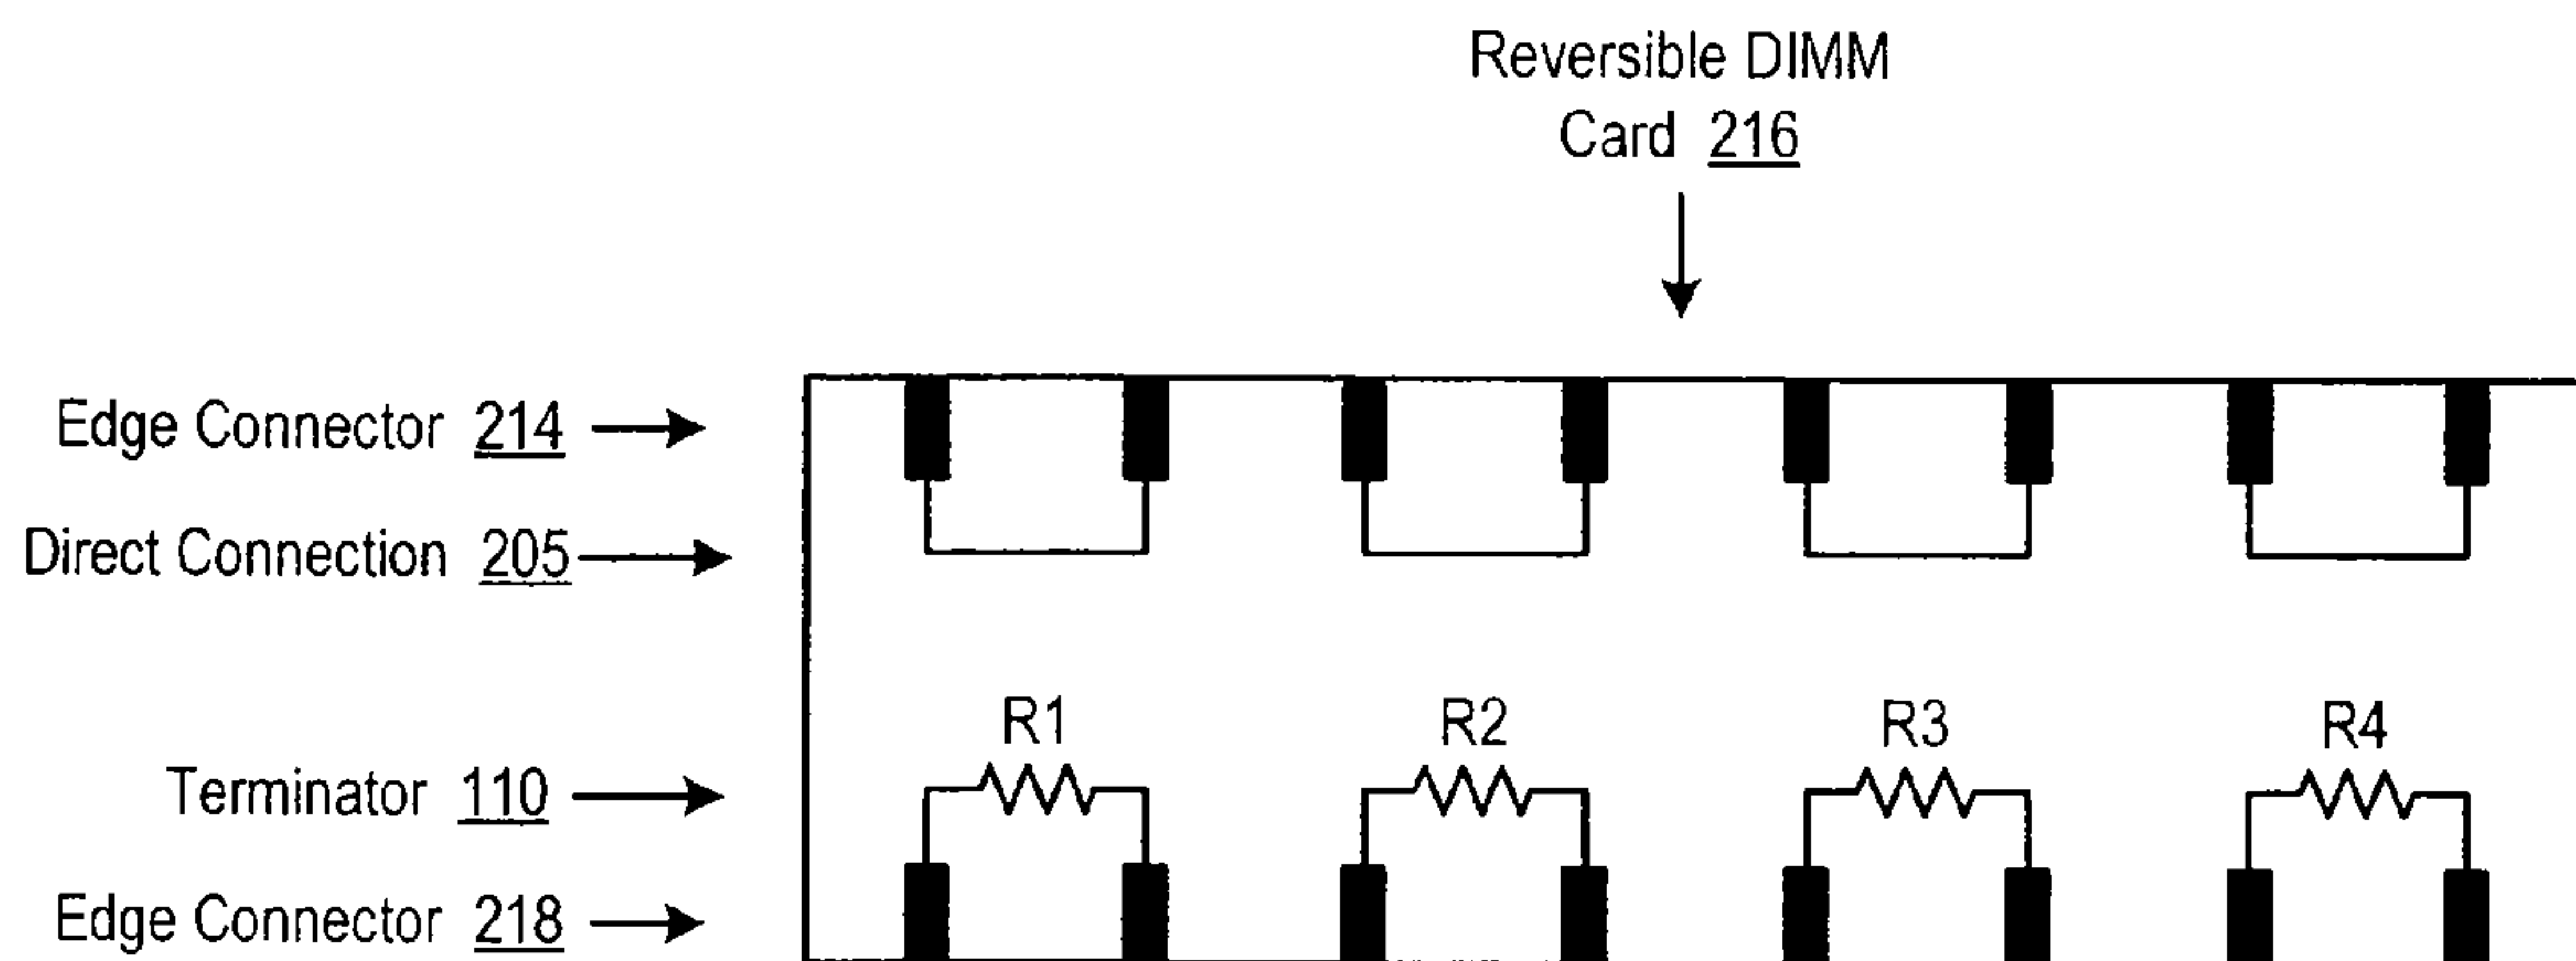 Reversible DIMM
Card 216
Edge Connector 214
Direct Connection 205
R1 R2 R3 R4
Terminator 110
Edge Connector 218